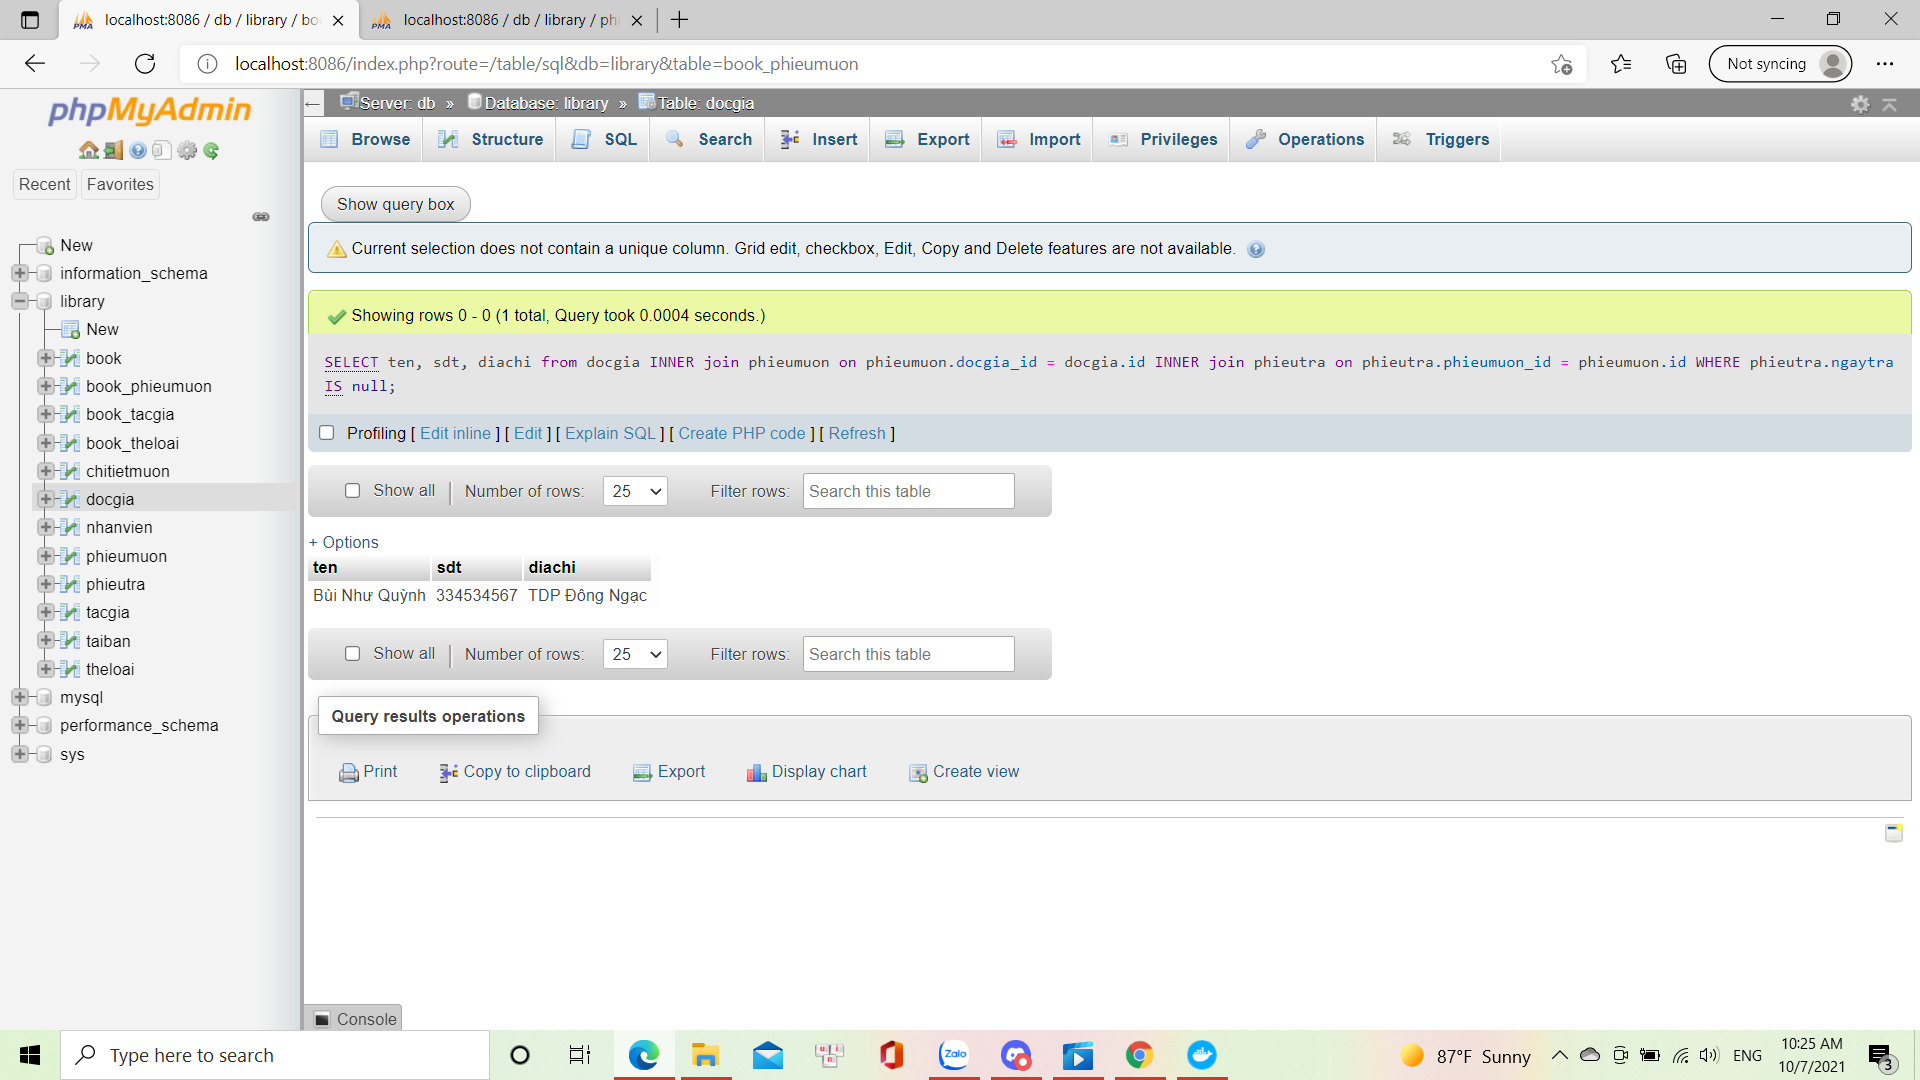 localhost:8086 / db / library / bo
localhost:8086 / db / library / ph
localhost:8086/index.php?route=/table/sql&db=library&table=book_phieumuon
Not syncing
phpMyAdmin
Recent
Favorites
New
information_schema
library
New
book
book_phieumuon
book_tacgia
book_theloai
chitietmuon
docgia
nhanvien
phieumuon
phieutra
tacgia
taiban
theloai
mysql
performance_schema
sys
Server: db » Database: library » Table: docgia
Browse
Structure
SQL
Search
Insert
Export
Import
Privileges
Operations
Triggers
Show query box
Current selection does not contain a unique column. Grid edit, checkbox, Edit, Copy and Delete features are not available.
Showing rows 0 - 0 (1 total, Query took 0.0004 seconds.)
SELECT ten, sdt, diachi from docgia INNER join phieumuon on phieumuon.docgia_id = docgia.id INNER join phieutra on phieutra.phieumuon_id = phieumuon.id WHERE phieutra.ngaytra
IS null;
Profiling [ Edit inline ] [ Edit ] [ Explain SQL ] [ Create PHP code ] [ Refresh ]
Show all | Number of rows: 25 Filter rows: Search this table
+ Options
ten sdt diachi
Bùi Như Quỳnh 334534567 TDP Đông Ngạc
Show all | Number of rows: 25 Filter rows: Search this table
Query results operations
Print
Copy to clipboard
Export
Display chart
Create view
Console
Type here to search
Zalo
87°F Sunny
ENG
10:25 AM
10/7/2021
3